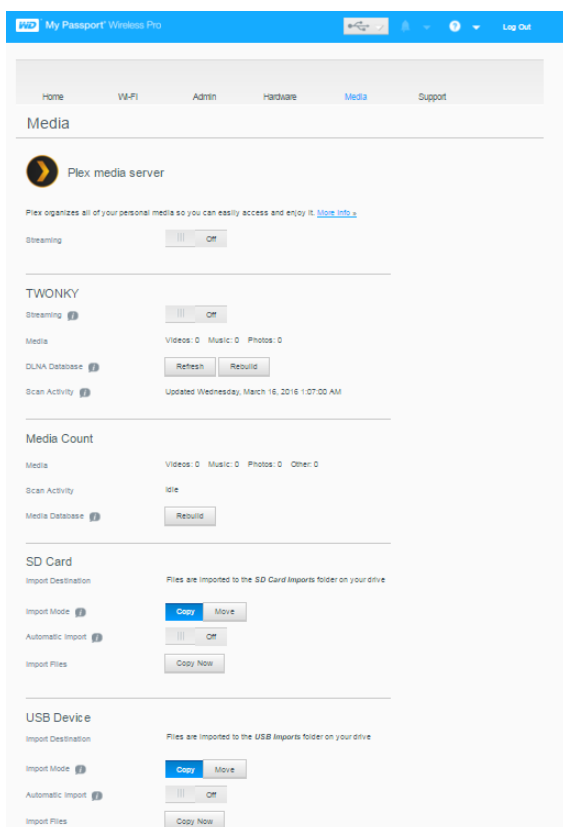 WD My Passport® Wireless Pro
Log Out
Home Wi-Fi Admin Hardware Media Support
Media
Plex media server
Plex organizes all of your personal media so you can easily access and enjoy it. More Info »
Streaming Off
TWONKY
Streaming i Off
Media Videos: 0 Music: 0 Photos: 0
DLNA Database i Refresh Rebuild
Scan Activity i Updated Wednesday, March 16, 2016 1:07:00 AM
Media Count
Media Videos: 0 Music: 0 Photos: 0 Other: 0
Scan Activity Idle
Media Database i Rebuild
SD Card
Import Destination Files are imported to the SD Card Imports folder on your drive
Import Mode i Copy Move
Automatic Import i Off
Import Files Copy Now
USB Device
Import Destination Files are imported to the USB Imports folder on your drive
Import Mode i Copy Move
Automatic Import i Off
Import Files Copy Now